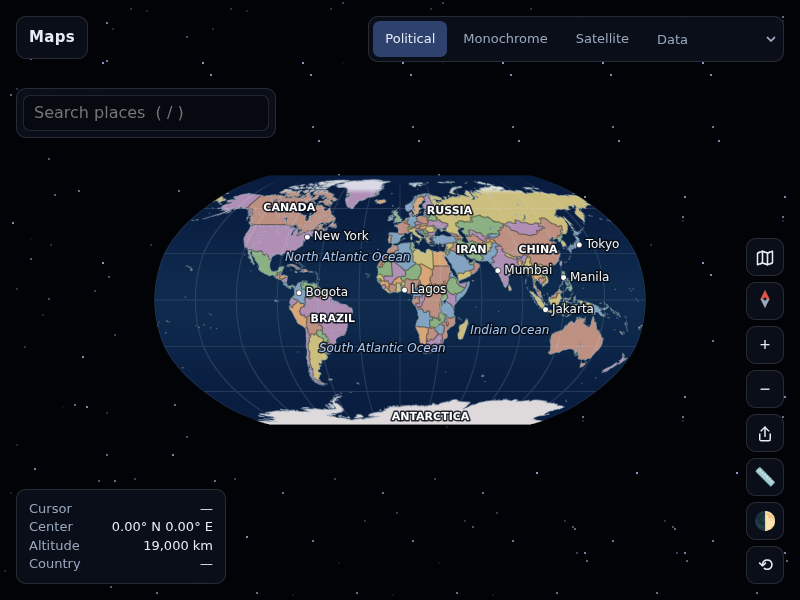 Maps
Political
Monochrome
Satellite
Data
Search places ( / )
CANADA
RUSSIA
New York
Tokyo
IRAN
CHINA
North Atlantic Ocean
Mumbai
Manila
Bogota
Lagos
Jakarta
BRAZIL
Indian Ocean
South Atlantic Ocean
ANTARCTICA
+
−
Cursor —
Center 0.00° N 0.00° E
Altitude 19,000 km
Country —